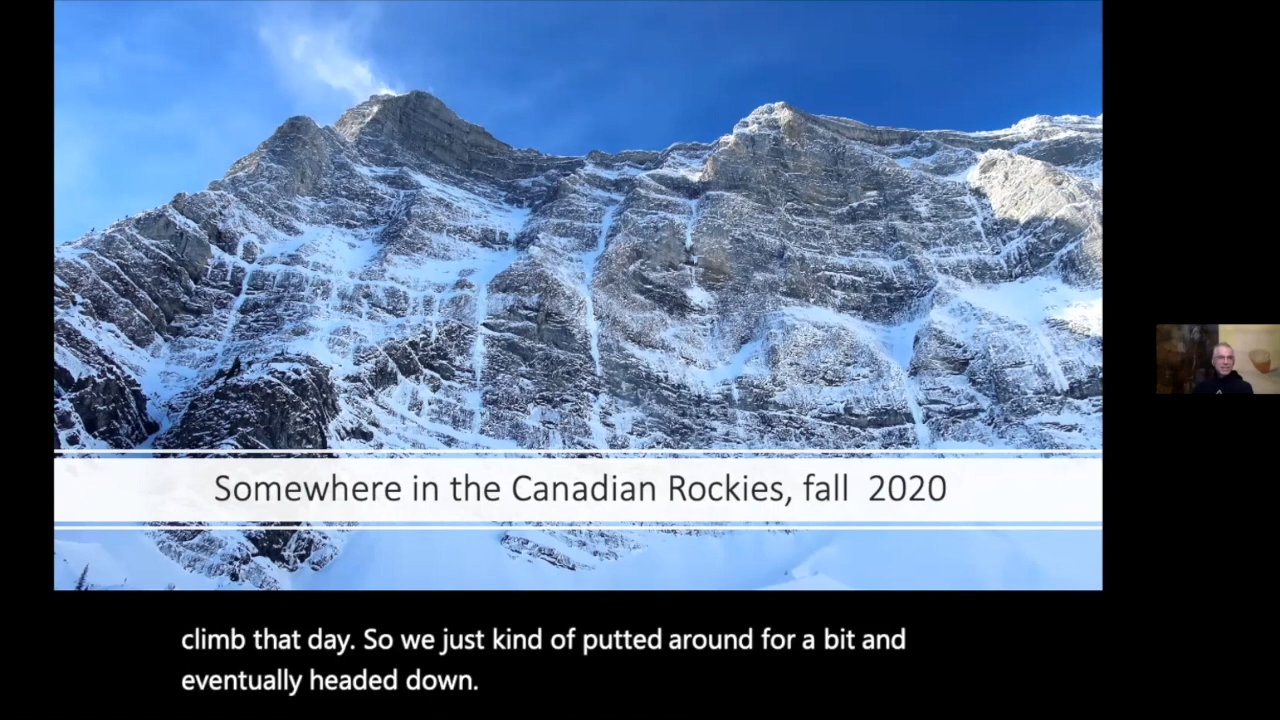 Somewhere in the Canadian Rockies, fall 2020
climb that day. So we just kind of putted around for a bit and
eventually headed down.